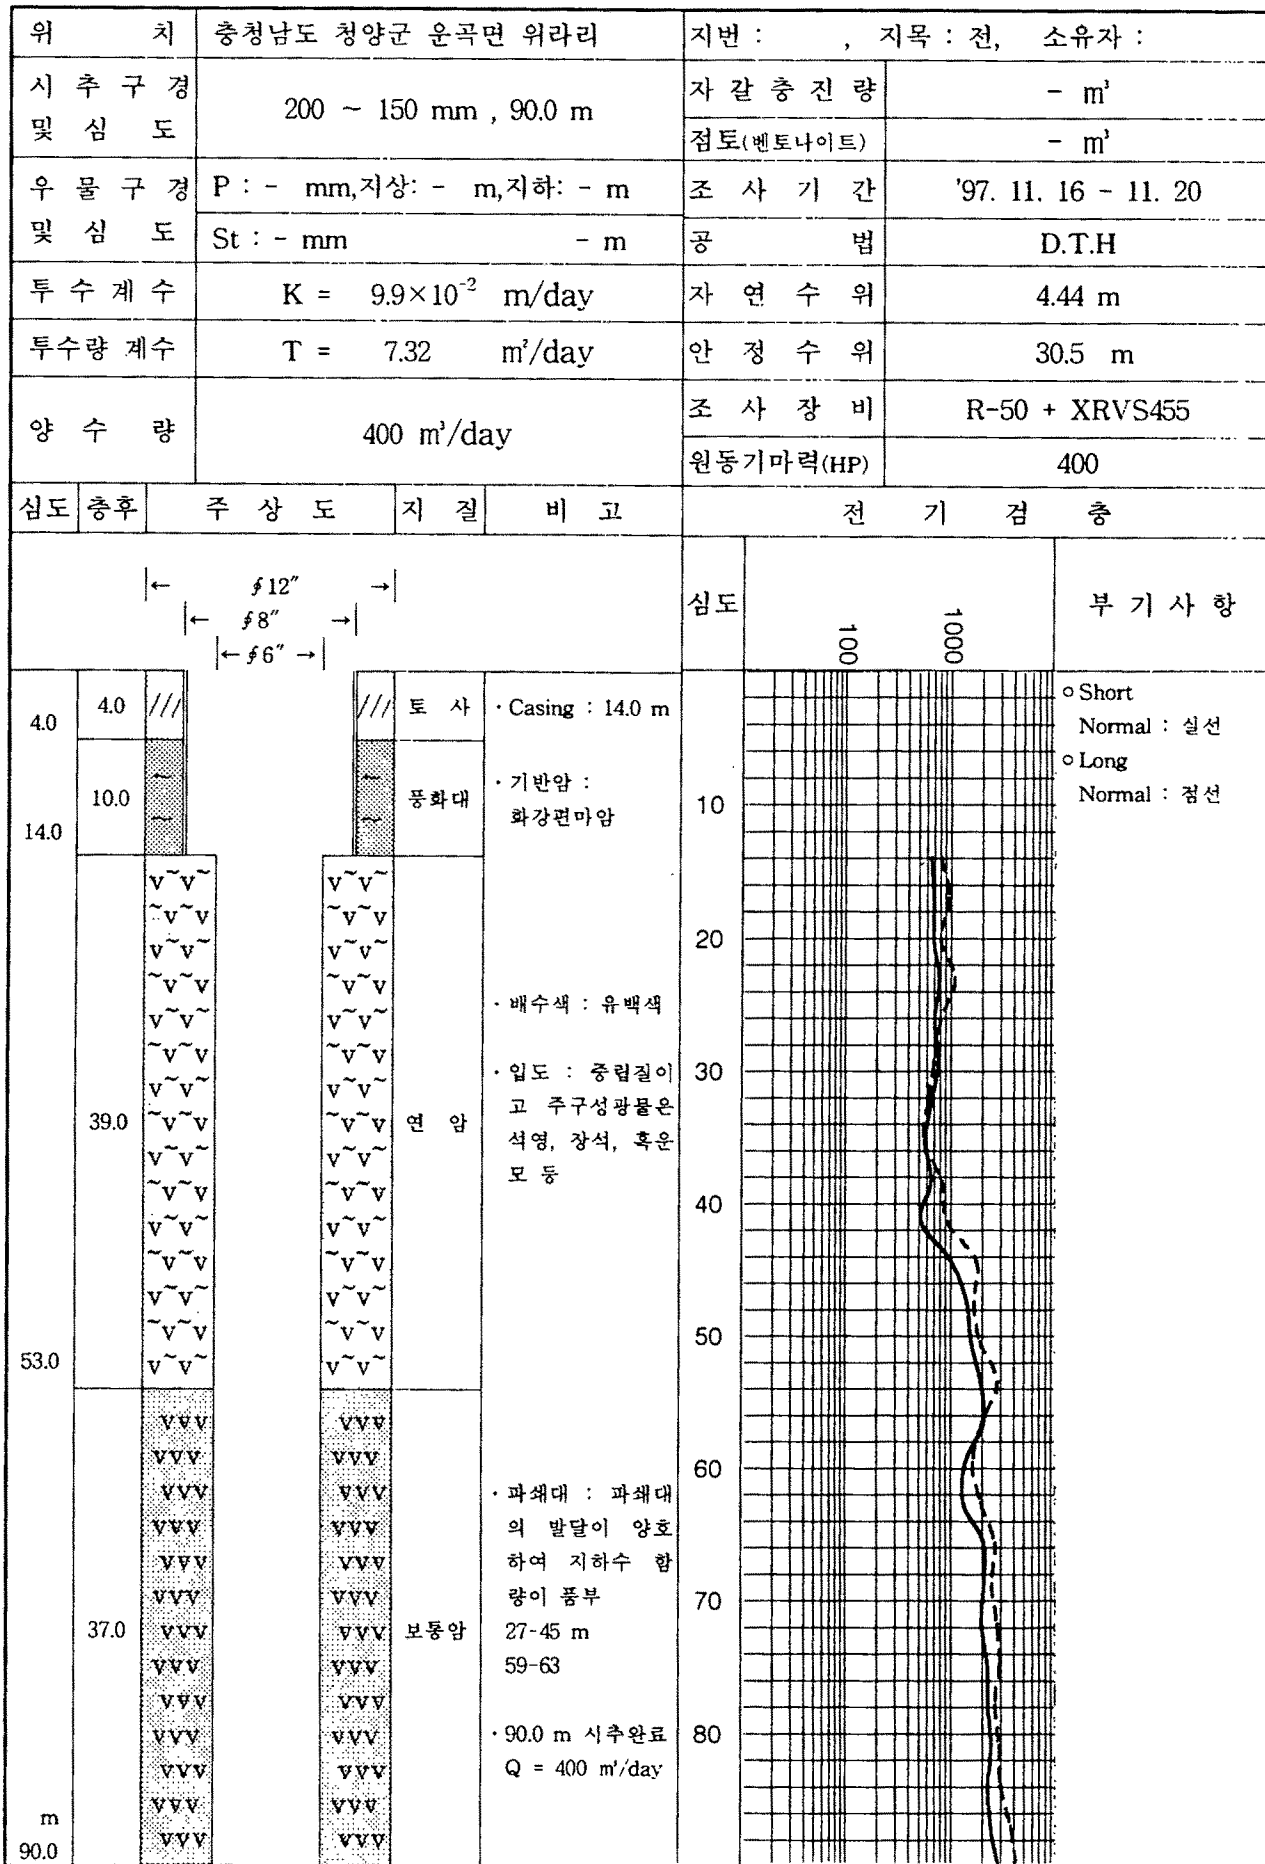 위 치 충청남도 청양군 운곡면 위라리 지번 : , 지목 : 전, 소유자 :
시 추 구 경 및 심 도 200 ~ 150 mm , 90.0 m
자 갈 충 진 량 - m³
점토(벤토나이트) - m³
우 물 구 경 및 심 도 P : - mm,지상: - m,지하: - m
St : - mm - m
조 사 기 간 '97. 11. 16 - 11. 20
공 법 D.T.H
투 수 계 수 K = 9.9×10⁻² m/day
자 연 수 위 4.44 m
투수량 계수 T = 7.32 m²/day
안 정 수 위 30.5 m
양 수 량 400 m³/day
조 사 장 비 R-50 + XRVS455
원동기마력(HP) 400
심도 층후 주 상 도 지 질 비 고 전 기 검 층
|← ∮12″ →|
|← ∮8″ →|
|← ∮6″ →|
심도 100 1000 부 기 사 항
4.0 4.0 /// /// 토 사 · Casing : 14.0 m
14.0 10.0 풍화대 · 기반암 :
화강편마암
53.0 39.0 연 암
· 배수색 : 유백색
· 입도 : 중립질이
고 주구성광물은
석영, 장석, 흑운
모 등
m
90.0 37.0 보통암
· 파쇄대 : 파쇄대
의 발달이 양호
하여 지하수 함
량이 풍부
27-45 m
59-63
· 90.0 m 시추완료
Q = 400 m³/day
10
20
30
40
50
60
70
80
○ Short
Normal : 실선
○ Long
Normal : 점선